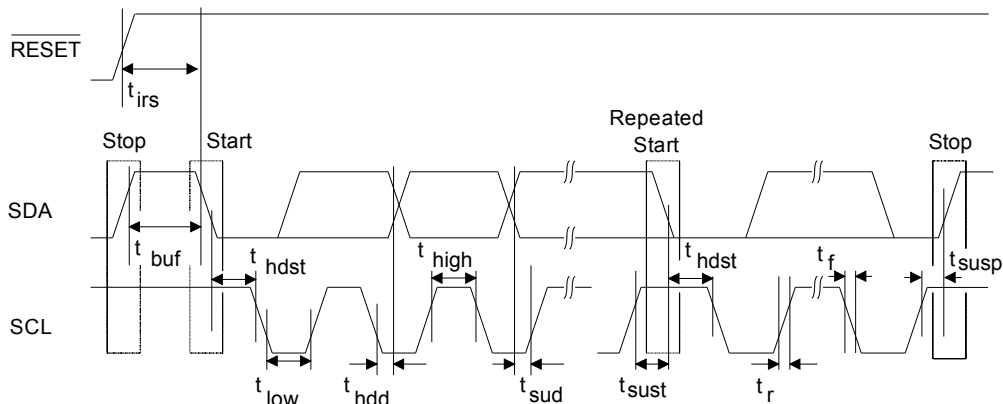 RESET
t irs
Repeated
Stop Start Start Stop
SDA
t buf t hdst t high t hdst t f t susp
SCL
t low t hdd t sud t sust t r